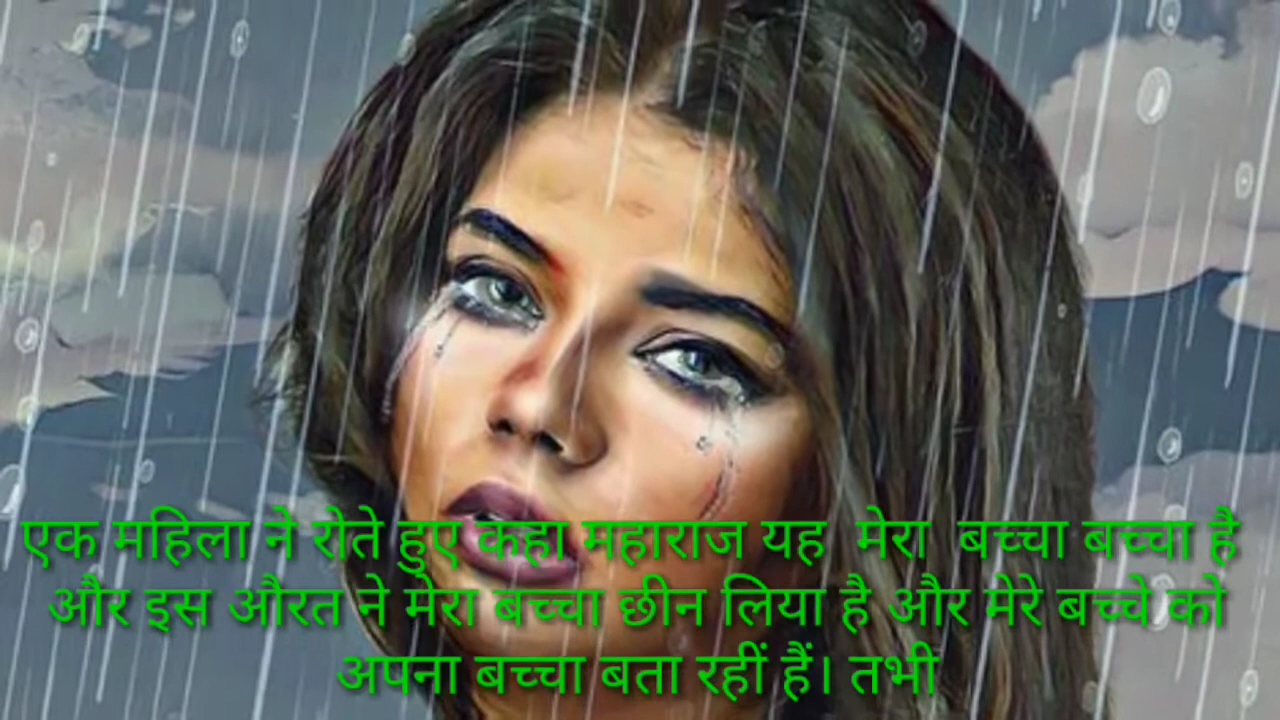 एक महिला ने रोते हुए कहा महाराज यह मेरा बच्चा बच्चा है
और इस औरत ने मेरा बच्चा छीन लिया है और मेरे बच्चे को
अपना बच्चा बता रहीं हैं। तभी